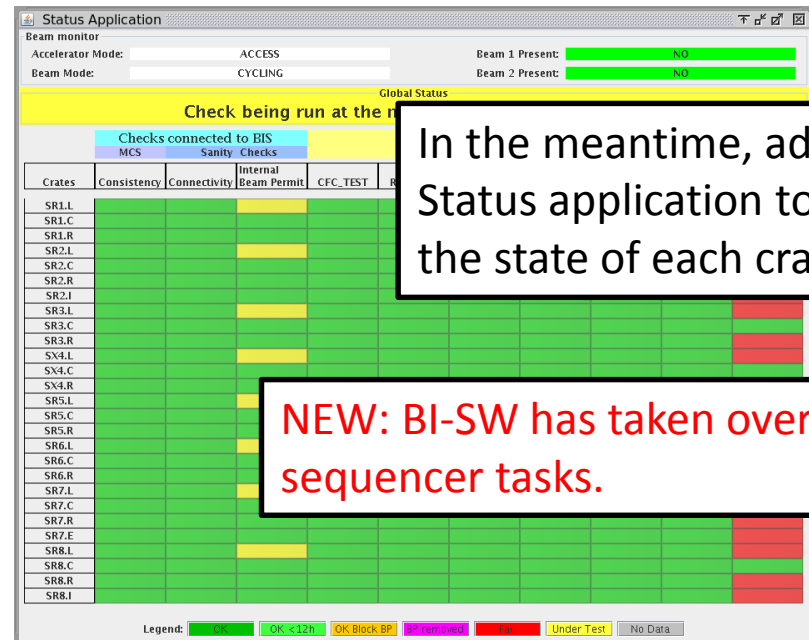 Status Application
Beam monitor
Accelerator Mode: ACCESS Beam 1 Present: NO
Beam Mode: CYCLING Beam 2 Present: NO
Global Status
Check being run at the
Checks connected to BIS
MCS Sanity Checks
Crates Consistency Connectivity Internal Beam Permit CFC_TEST
SR1.L
SR1.C
SR1.R
SR2.L
SR2.C
SR2.R
SR2.I
SR3.L
SR3.C
SR3.R
SX4.L
SX4.C
SX4.R
SR5.L
SR5.C
SR5.R
SR6.L
SR6.C
SR6.R
SR7.L
SR7.C
SR7.R
SR7.E
SR8.L
SR8.C
SR8.R
SR8.I
In the meantime, ad
Status application to
the state of each cra
NEW: BI-SW has taken over
sequencer tasks.
Legend: OK OK <12h OK Block BP BP removed Fail Under Test No Data